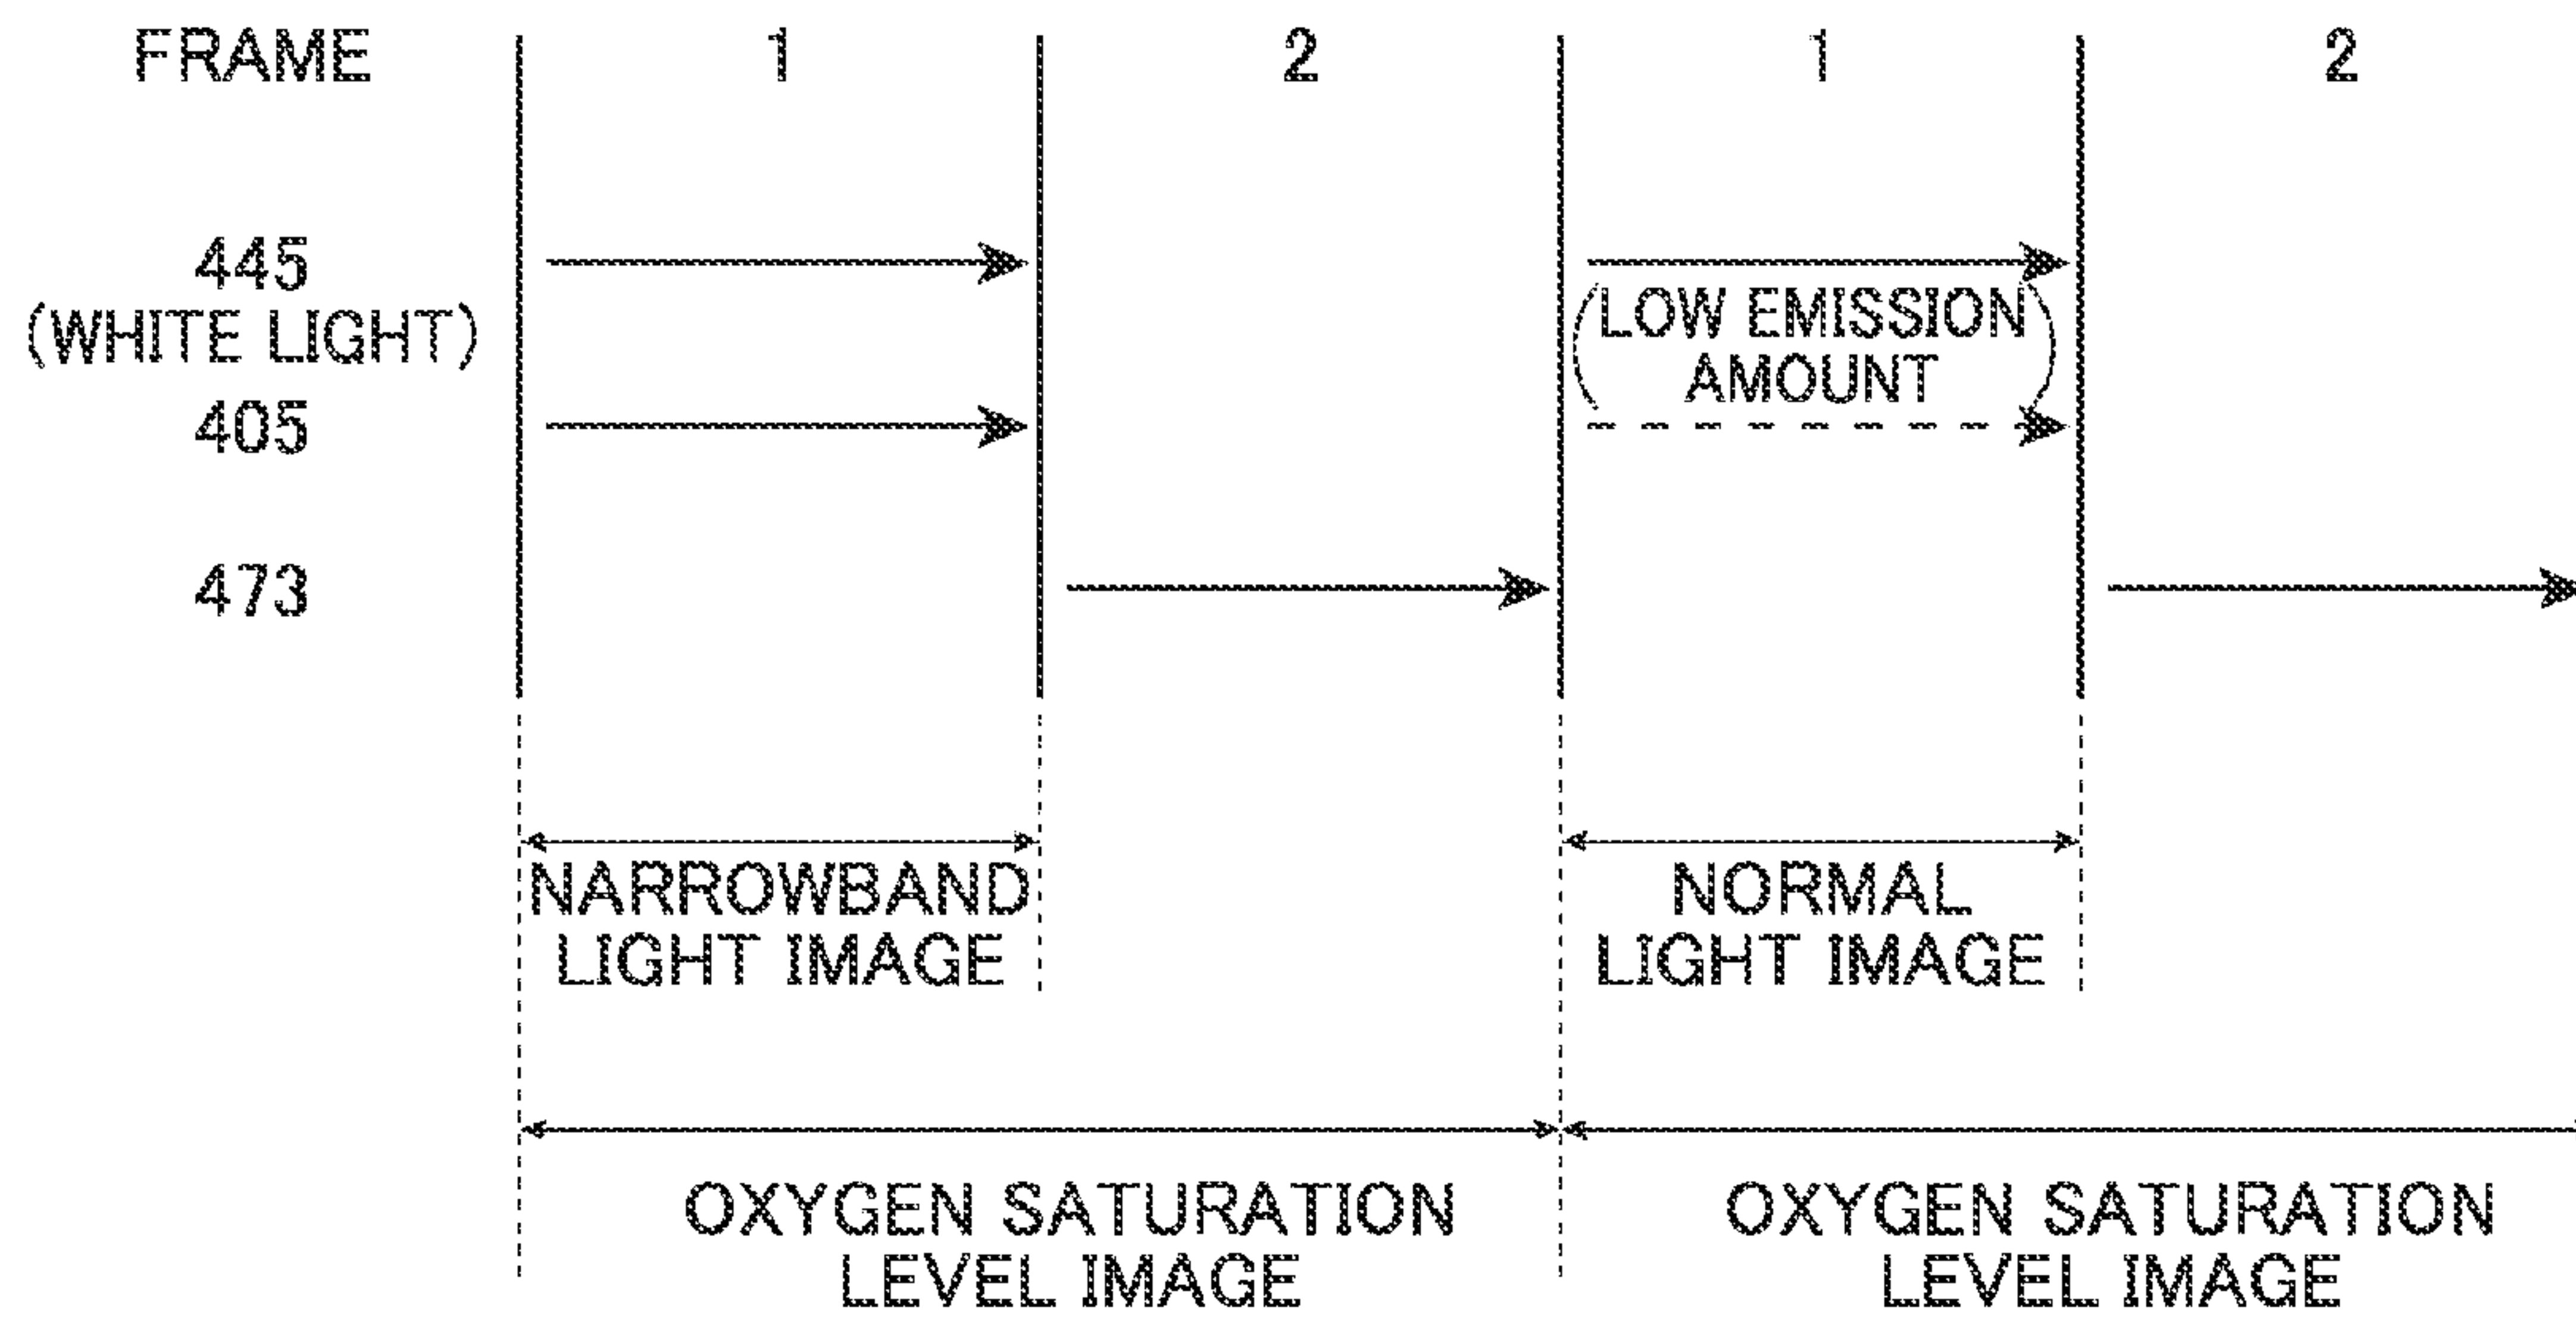 FRAME 1 2 1 2
445
(WHITE LIGHT)
(LOW EMISSION
AMOUNT)
405
473
NARROWBAND
LIGHT IMAGE
NORMAL
LIGHT IMAGE
OXYGEN SATURATION
LEVEL IMAGE
OXYGEN SATURATION
LEVEL IMAGE